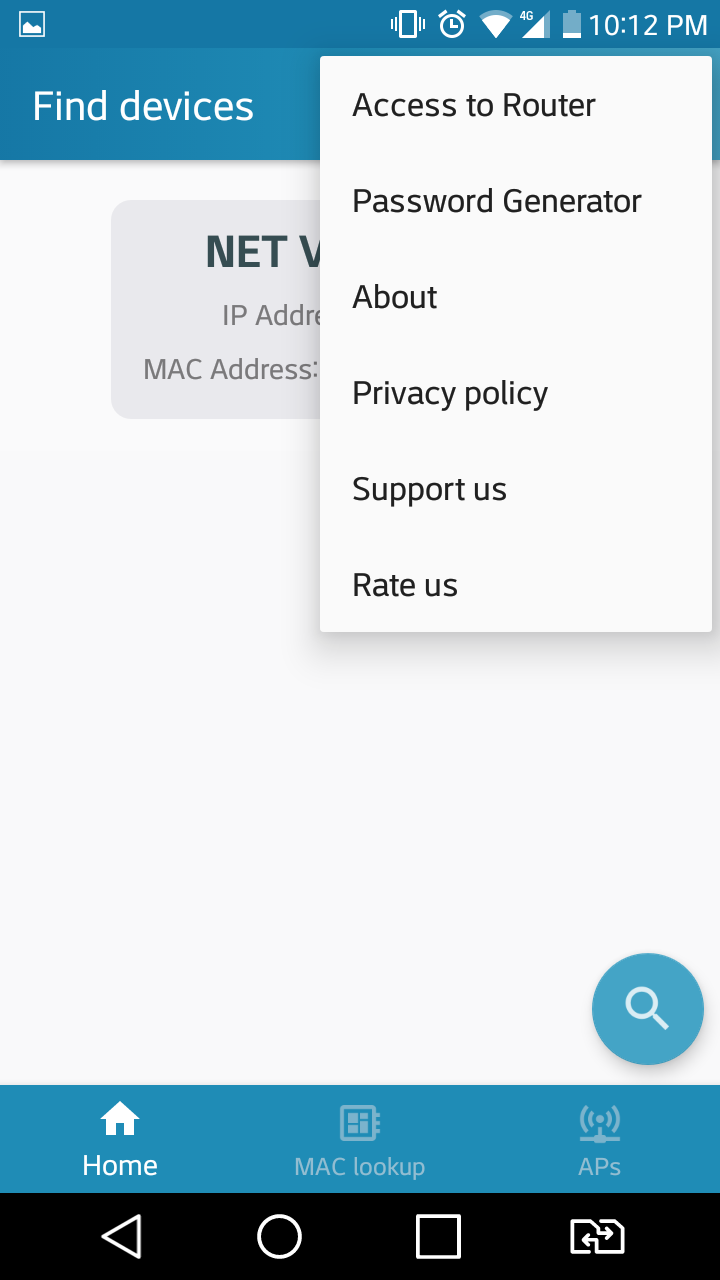 4G 10:12 PM
Find devices
Access to Router
Password Generator
About
Privacy policy
Support us
Rate us
NET
IP
MAC Address:
Home
MAC lookup
APs